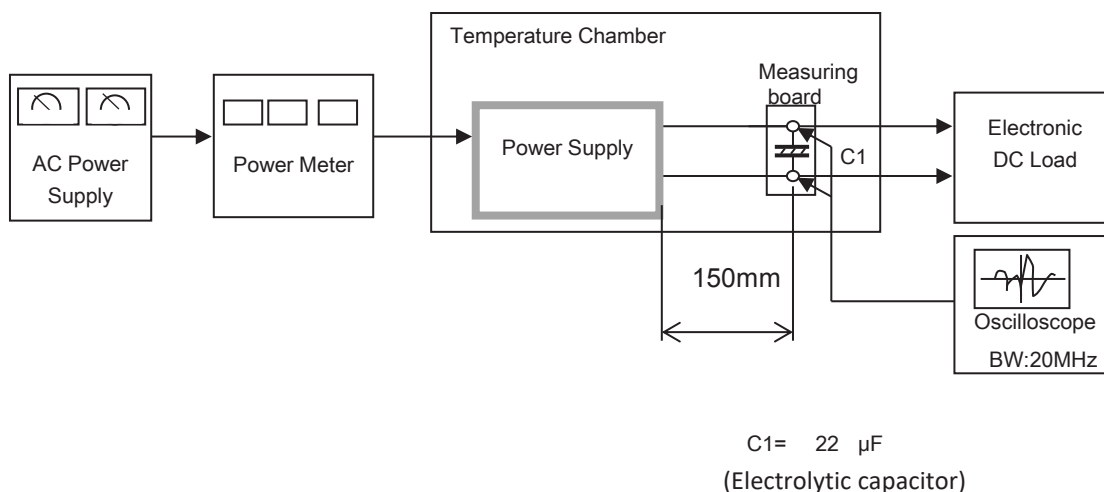 Temperature Chamber
Measuring
board
AC Power
Supply
Power Meter
Power Supply
C1
Electronic
DC Load
150mm
Oscilloscope
BW:20MHz
C1= 22 µF
(Electrolytic capacitor)